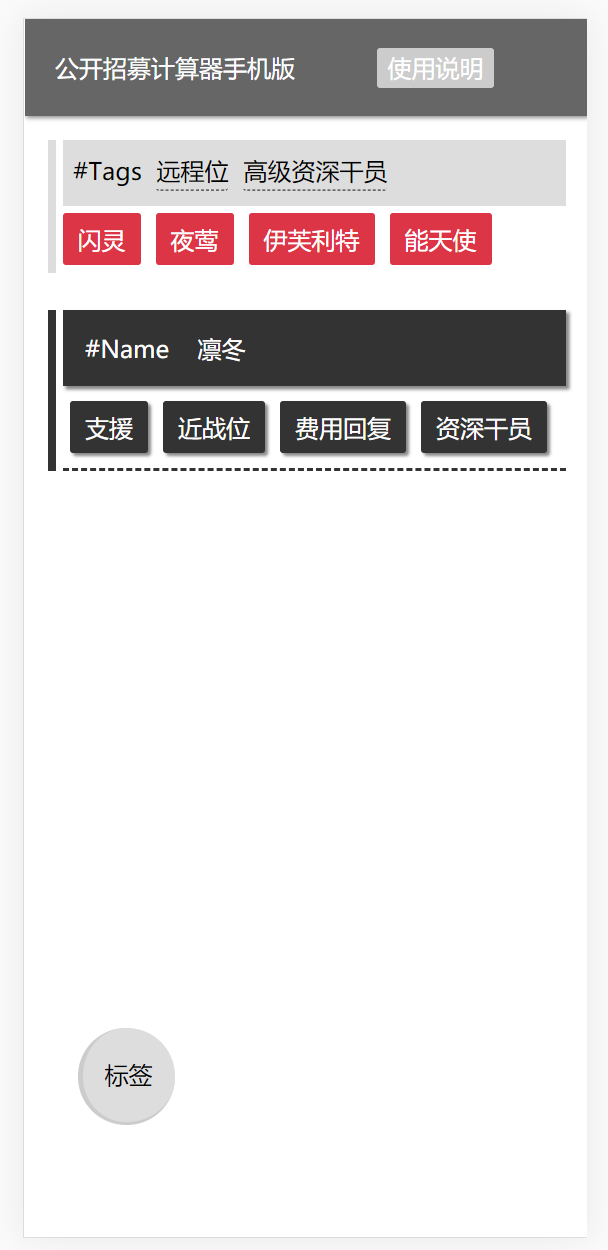 公开招募计算器手机版 使用说明
#Tags 远程位 高级资深干员
闪灵 夜莺 伊芙利特 能天使
#Name 凛冬
支援 近战位 费用回复 资深干员
标签